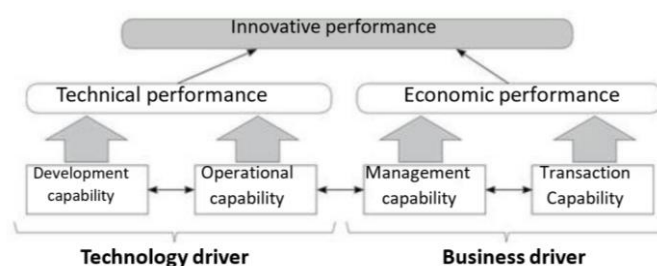 Innovative performance
Technical performance
Economic performance
Development
capability
Operational
capability
Management
capability
Transaction
Capability
Technology driver
Business driver